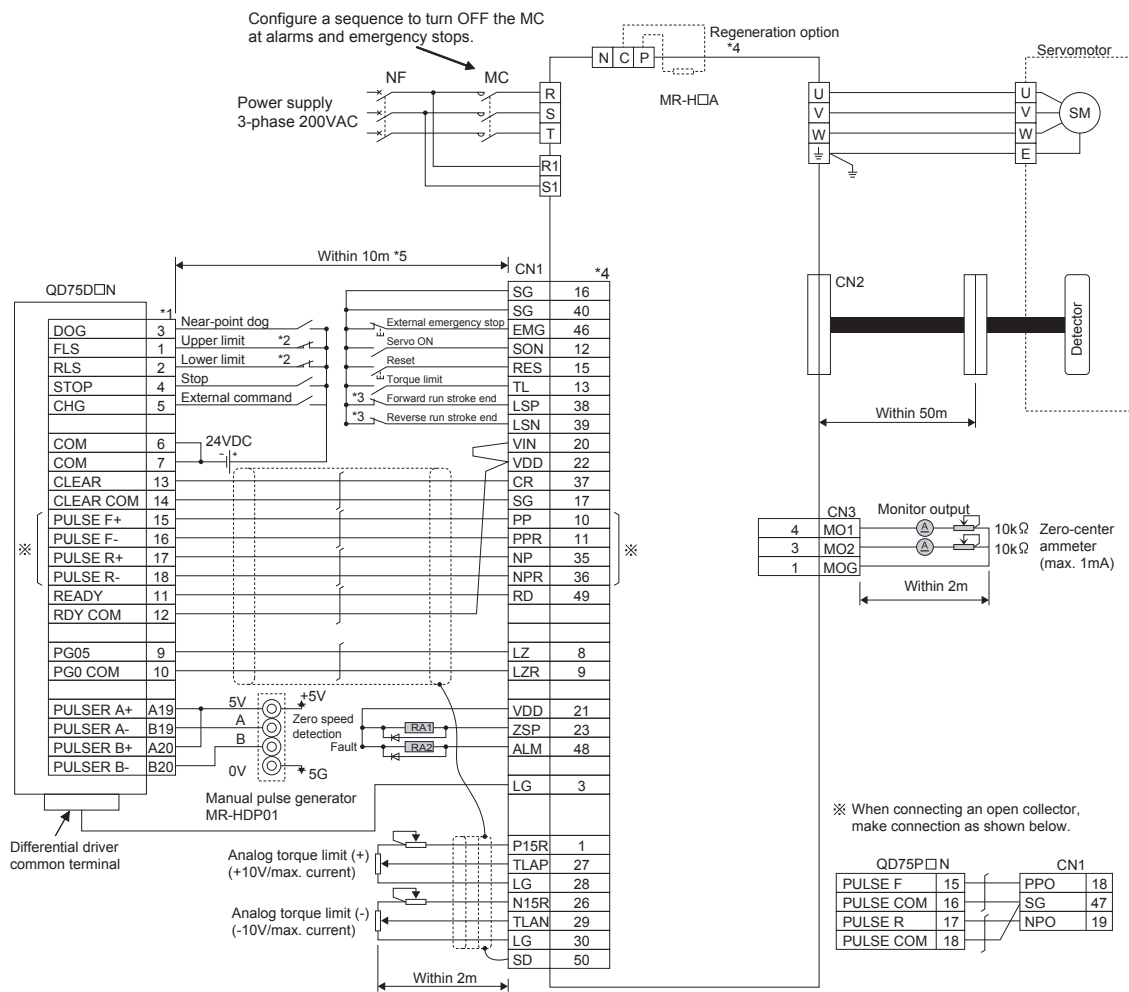 Configure a sequence to turn OFF the MC
at alarms and emergency stops.
NF
MC
Power supply
3-phase 200VAC
R
S
T
R1
S1
N C P
Regeneration option
*4
MR-H□A
Servomotor
U U
V V
W W
E
SM
Within 10m *5
CN1
*4
QD75D□N
*1
DOG 3 Near-point dog
FLS 1 Upper limit *2
RLS 2 Lower limit *2
STOP 4 Stop
CHG 5 External command
COM 6
COM 7
24VDC
- +
CLEAR 13
CLEAR COM 14
PULSE F+ 15
PULSE F- 16
PULSE R+ 17
PULSE R- 18
READY 11
RDY COM 12
PG05 9
PG0 COM 10
PULSER A+ A19
PULSER A- B19
PULSER B+ A20
PULSER B- B20
※
5V +5V
A
B
0V 5G
Manual pulse generator
MR-HDP01
Differential driver
common terminal
SG 16
SG 40
External emergency stop EMG 46
Servo ON SON 12
Reset RES 15
Torque limit TL 13
*3 Forward run stroke end LSP 38
*3 Reverse run stroke end LSN 39
VIN 20
VDD 22
CR 37
SG 17
PP 10
PPR 11
NP 35
NPR 36
RD 49
※
LZ 8
LZR 9
VDD 21
Zero speed
detection
RA1 ZSP 23
Fault RA2 ALM 48
LG 3
P15R 1
TLAP 27
LG 28
N15R 26
TLAN 29
LG 30
SD 50
Analog torque limit (+)
(+10V/max. current)
Analog torque limit (-)
(-10V/max. current)
Within 2m
CN2
Detector
Within 50m
CN3
Monitor output
4 MO1 A 10kΩ
3 MO2 A 10kΩ
1 MOG
Zero-center
ammeter
(max. 1mA)
Within 2m
※ When connecting an open collector,
make connection as shown below.
QD75P□N
CN1
PULSE F 15 PPO 18
PULSE COM 16 SG 47
PULSE R 17 NPO 19
PULSE COM 18